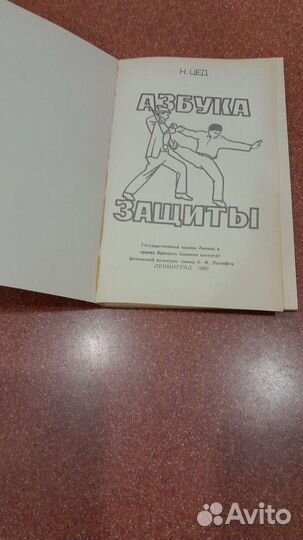 Н. ЦЕД
АЗБУКА
ЗАЩИТЫ
Государственный ордена Ленина и
ордена Красного Знамени институт
физической культуры имени П. Ф. Лесгафта
ЛЕНИНГРАД 1990
Avito